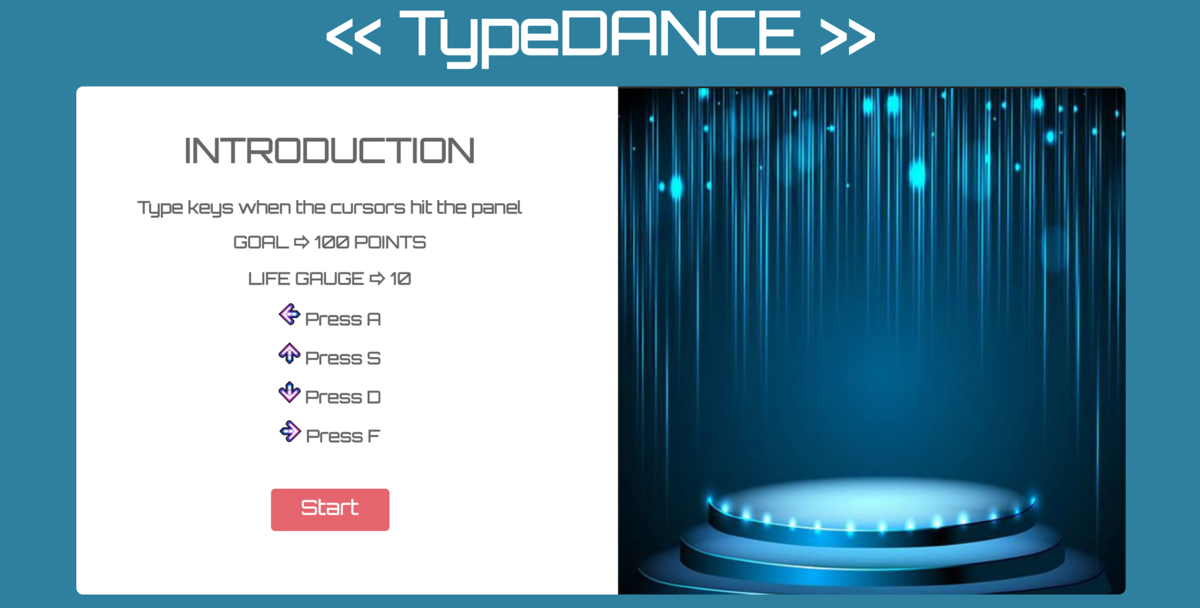 << TypeDANCE >>
INTRODUCTION
Type keys when the cursors hit the panel
GOAL ⇨ 100 POINTS
LIFE GAUGE ⇨ 10
Press A
Press S
Press D
Press F
Start